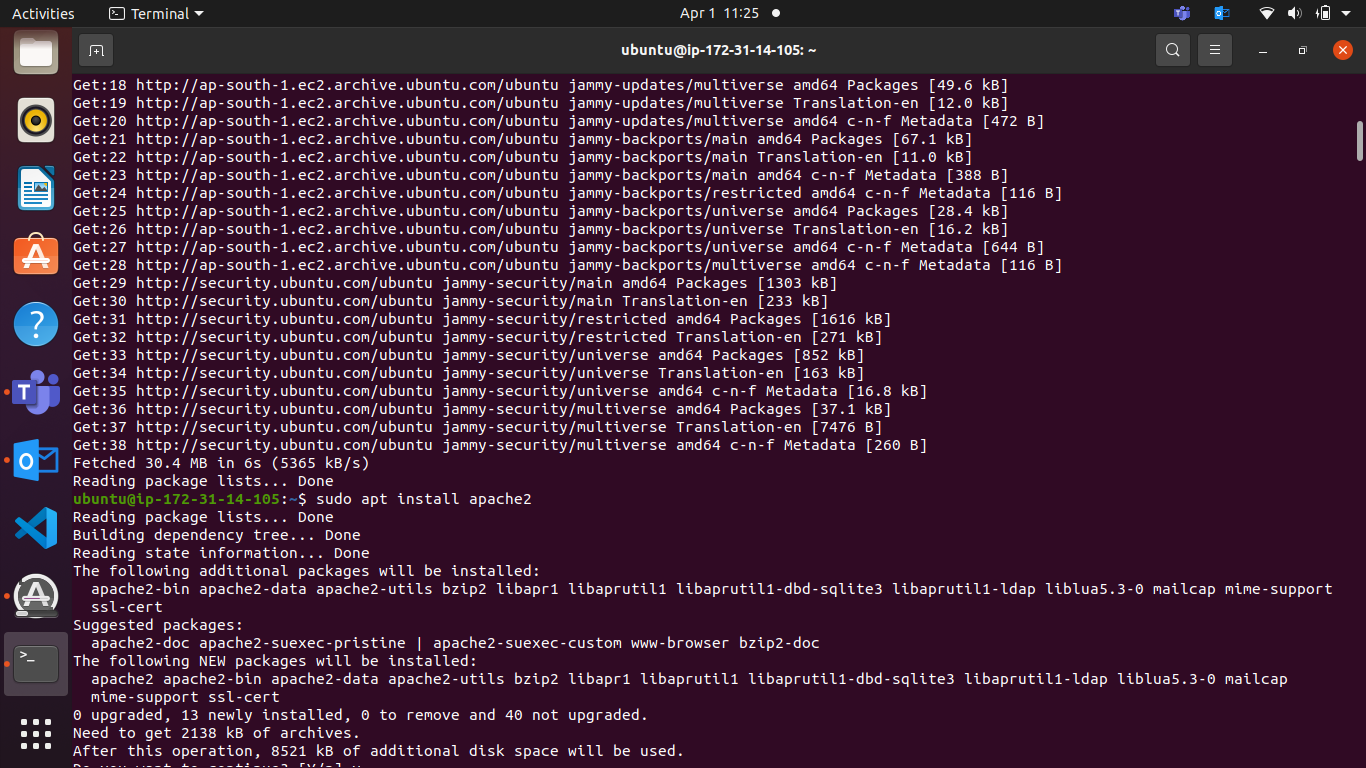 Activities
Terminal
Apr 1 11:25
ubuntu@ip-172-31-14-105: ~
Get:18 http://ap-south-1.ec2.archive.ubuntu.com/ubuntu jammy-updates/multiverse amd64 Packages [49.6 kB]
Get:19 http://ap-south-1.ec2.archive.ubuntu.com/ubuntu jammy-updates/multiverse Translation-en [12.0 kB]
Get:20 http://ap-south-1.ec2.archive.ubuntu.com/ubuntu jammy-updates/multiverse amd64 c-n-f Metadata [472 B]
Get:21 http://ap-south-1.ec2.archive.ubuntu.com/ubuntu jammy-backports/main amd64 Packages [67.1 kB]
Get:22 http://ap-south-1.ec2.archive.ubuntu.com/ubuntu jammy-backports/main Translation-en [11.0 kB]
Get:23 http://ap-south-1.ec2.archive.ubuntu.com/ubuntu jammy-backports/main amd64 c-n-f Metadata [388 B]
Get:24 http://ap-south-1.ec2.archive.ubuntu.com/ubuntu jammy-backports/restricted amd64 c-n-f Metadata [116 B]
Get:25 http://ap-south-1.ec2.archive.ubuntu.com/ubuntu jammy-backports/universe amd64 Packages [28.4 kB]
Get:26 http://ap-south-1.ec2.archive.ubuntu.com/ubuntu jammy-backports/universe Translation-en [16.2 kB]
Get:27 http://ap-south-1.ec2.archive.ubuntu.com/ubuntu jammy-backports/universe amd64 c-n-f Metadata [644 B]
Get:28 http://ap-south-1.ec2.archive.ubuntu.com/ubuntu jammy-backports/multiverse amd64 c-n-f Metadata [116 B]
Get:29 http://security.ubuntu.com/ubuntu jammy-security/main amd64 Packages [1303 kB]
Get:30 http://security.ubuntu.com/ubuntu jammy-security/main Translation-en [233 kB]
Get:31 http://security.ubuntu.com/ubuntu jammy-security/restricted amd64 Packages [1616 kB]
Get:32 http://security.ubuntu.com/ubuntu jammy-security/restricted Translation-en [271 kB]
Get:33 http://security.ubuntu.com/ubuntu jammy-security/universe amd64 Packages [852 kB]
Get:34 http://security.ubuntu.com/ubuntu jammy-security/universe Translation-en [163 kB]
Get:35 http://security.ubuntu.com/ubuntu jammy-security/universe amd64 c-n-f Metadata [16.8 kB]
Get:36 http://security.ubuntu.com/ubuntu jammy-security/multiverse amd64 Packages [37.1 kB]
Get:37 http://security.ubuntu.com/ubuntu jammy-security/multiverse Translation-en [7476 B]
Get:38 http://security.ubuntu.com/ubuntu jammy-security/multiverse amd64 c-n-f Metadata [260 B]
Fetched 30.4 MB in 6s (5365 kB/s)
Reading package lists... Done
ubuntu@ip-172-31-14-105:~$ sudo apt install apache2
Reading package lists... Done
Building dependency tree... Done
Reading state information... Done
The following additional packages will be installed:
  apache2-bin apache2-data apache2-utils bzip2 libapr1 libaprutil1 libaprutil1-dbd-sqlite3 libaprutil1-ldap liblua5.3-0 mailcap mime-support
  ssl-cert
Suggested packages:
  apache2-doc apache2-suexec-pristine | apache2-suexec-custom www-browser bzip2-doc
The following NEW packages will be installed:
  apache2 apache2-bin apache2-data apache2-utils bzip2 libapr1 libaprutil1 libaprutil1-dbd-sqlite3 libaprutil1-ldap liblua5.3-0 mailcap
  mime-support ssl-cert
0 upgraded, 13 newly installed, 0 to remove and 40 not upgraded.
Need to get 2138 kB of archives.
After this operation, 8521 kB of additional disk space will be used.
Do you want to continue? [Y/n] y